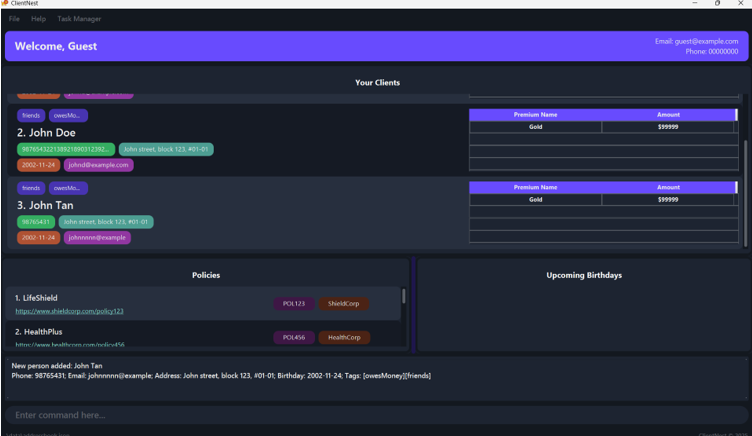 ClientNest
File Help Task Manager
Welcome, Guest
Email: guest@example.com
Phone: 00000000
Your Clients
friends owesMo...
2. John Doe
987654322138921890312392... John street, block 123, #01-01
2002-11-24 johnd@example.com
Premium Name Amount
Gold $99999
friends owesMo...
3. John Tan
98765431 John street, block 123, #01-01
2002-11-24 johnnnnn@example
Premium Name Amount
Gold $99999
Policies
1. LifeShield
https://www.shieldcorp.com/policy123
POL123 ShieldCorp
2. HealthPlus
https://www.healthcorp.com/policy456
POL456 HealthCorp
Upcoming Birthdays
New person added: John Tan
Phone: 98765431; Email: johnnnnn@example; Address: John street, block 123, #01-01; Birthday: 2002-11-24; Tags: [owesMoney][friends]
Enter command here...